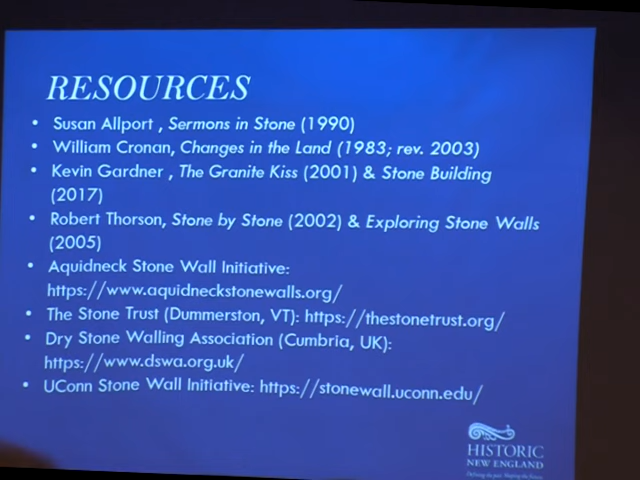 RESOURCES
• Susan Allport , Sermons in Stone (1990)
• William Cronan, Changes in the Land (1983; rev. 2003)
• Kevin Gardner , The Granite Kiss (2001) & Stone Building
(2017)
• Robert Thorson, Stone by Stone (2002) & Exploring Stone Walls
(2005)
• Aquidneck Stone Wall Initiative:
https://www.aquidneckstonewalls.org/
• The Stone Trust (Dummerston, VT): https://thestonetrust.org/
• Dry Stone Walling Association (Cumbria, UK):
https://www.dswa.org.uk/
• UConn Stone Wall Initiative: https://stonewall.uconn.edu/
HISTORIC
NEW ENGLAND